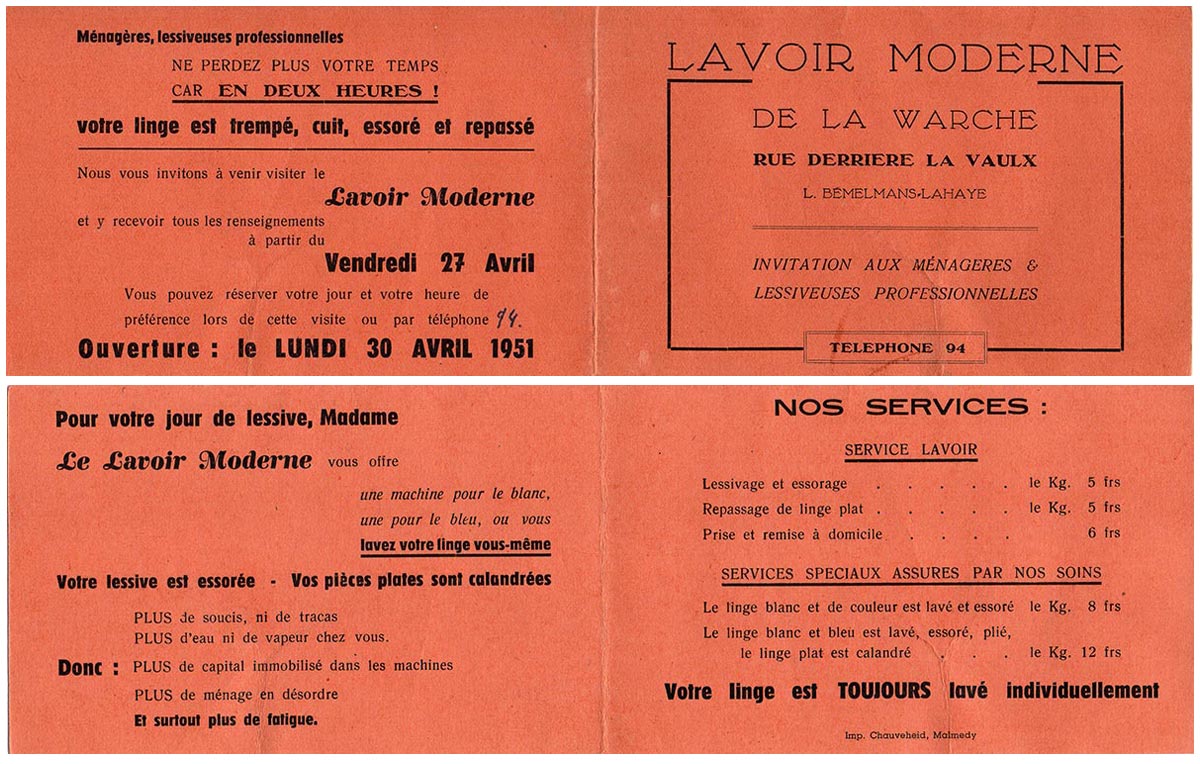 Ménagères, lessiveuses professionnelles
NE PERDEZ PLUS VOTRE TEMPS
CAR EN DEUX HEURES !
votre linge est trempé, cuit, essoré et repassé
Nous vous invitons à venir visiter le
Lavoir Moderne
et y recevoir tous les renseignements
à partir du
Vendredi 27 Avril
Vous pouvez réserver votre jour et votre heure de
préférence lors de cette visite ou par téléphone 94.
Ouverture : le LUNDI 30 AVRIL 1951
LAVOIR MODERNE
DE LA WARCHE
RUE DERRIERE LA VAULX
L. BEMELMANS-LAHAYE
INVITATION AUX MÉNAGERES &
LESSIVEUSES PROFESSIONNELLES
TELEPHONE 94
Pour votre jour de lessive, Madame
Le Lavoir Moderne vous offre
une machine pour le blanc,
une pour le bleu, ou vous
lavez votre linge vous-même
Votre lessive est essorée - Vos pièces plates sont calandrées
PLUS de soucis, ni de tracas
PLUS d'eau ni de vapeur chez vous.
Donc : PLUS de capital immobilisé dans les machines
PLUS de ménage en désordre
Et surtout plus de fatigue.
NOS SERVICES :
SERVICE LAVOIR
Lessivage et essorage . . . . . le Kg. 5 frs
Repassage de linge plat . . . . . le Kg. 5 frs
Prise et remise à domicile . . . . 6 frs
SERVICES SPECIAUX ASSURES PAR NOS SOINS
Le linge blanc et de couleur est lavé et essoré le Kg. 8 frs
Le linge blanc et bleu est lavé, essoré, plié,
le linge plat est calandré . . . le Kg. 12 frs
Votre linge est TOUJOURS lavé individuellement
Imp. Chauveheid, Malmedy